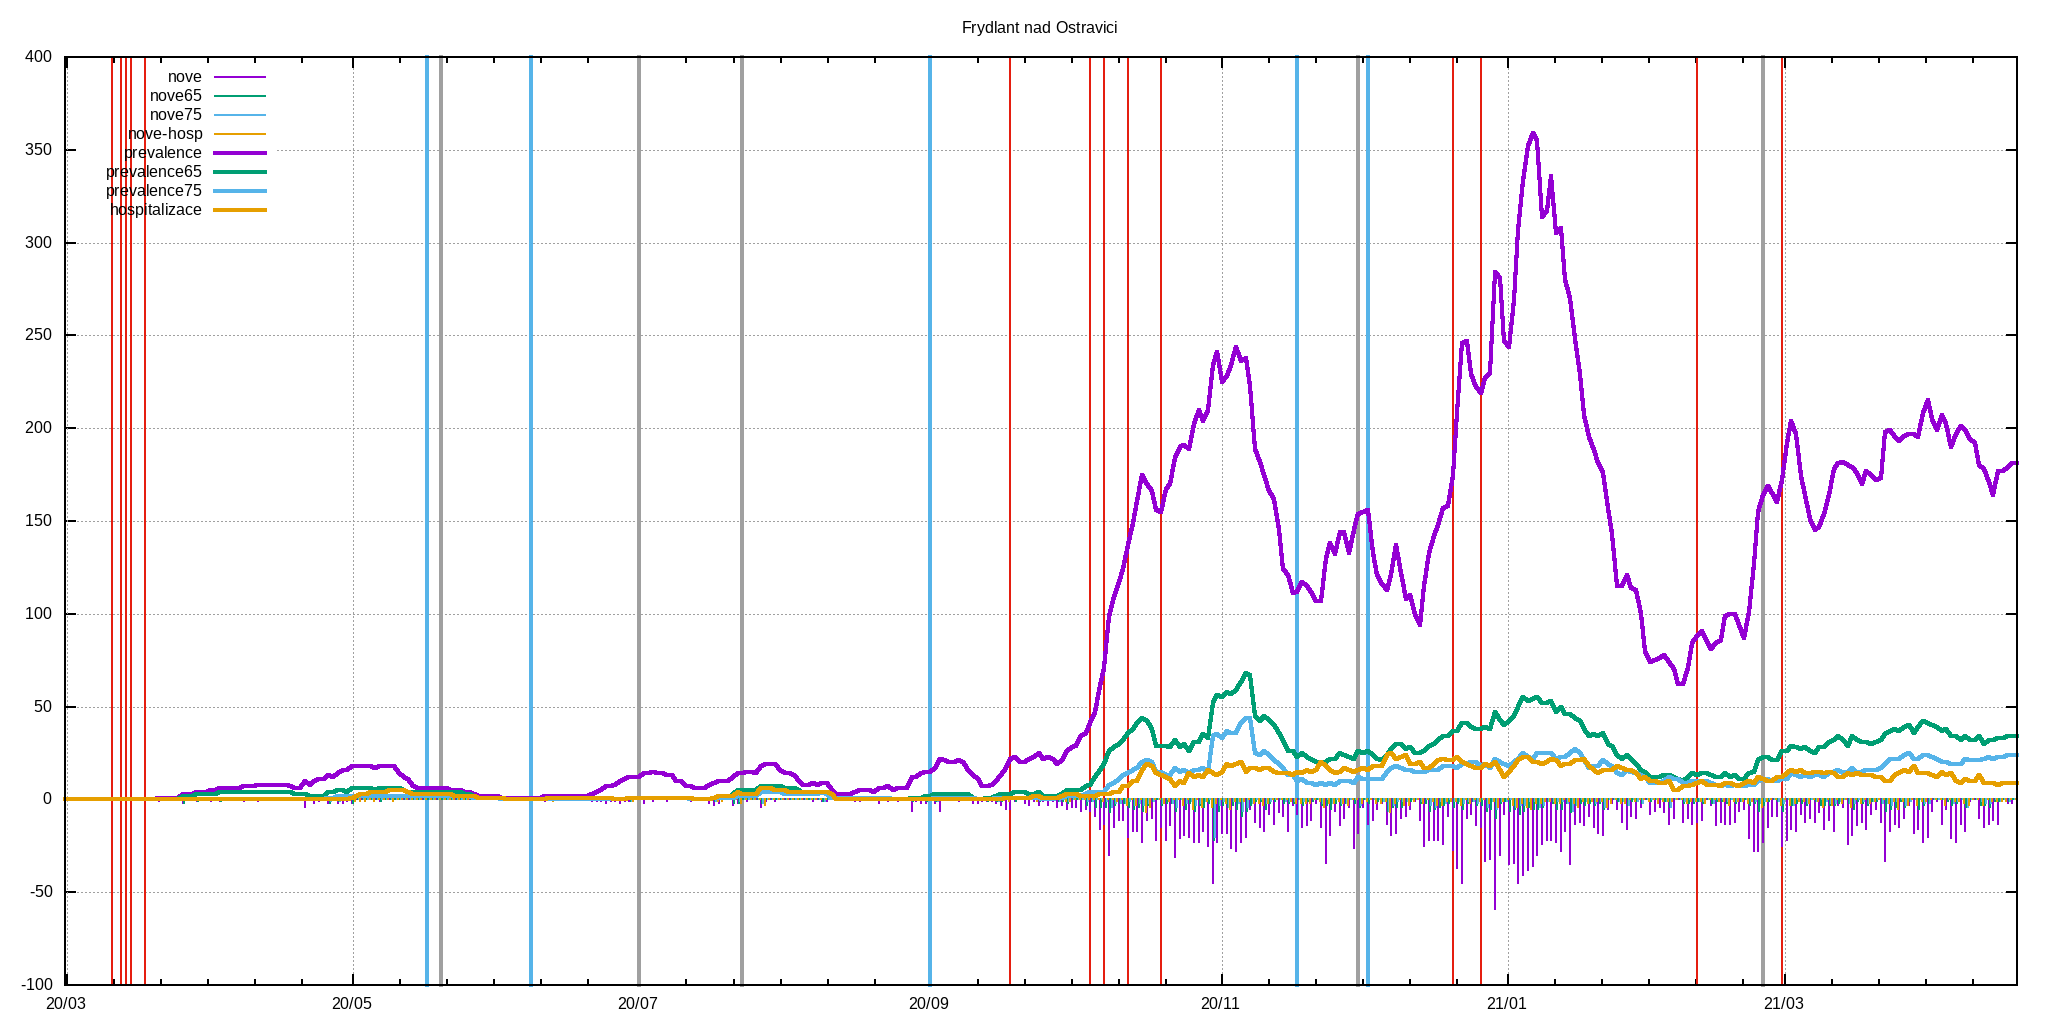 Frydlant nad Ostravici
400
350
300
250
200
150
100
50
0
-50
-100
nove
nove65
nove75
nove-hosp
prevalence
prevalence65
prevalence75
hospitalizace
20/03 20/05 20/07 20/09 20/11 21/01 21/03